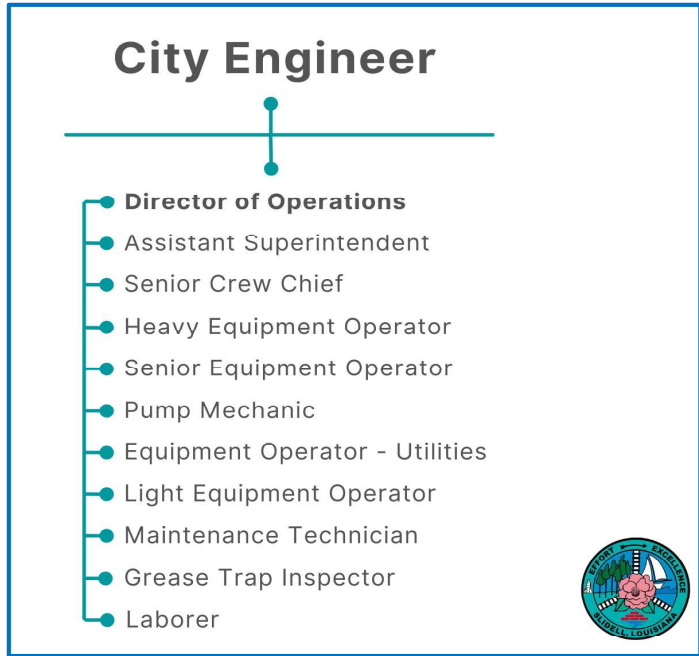 City Engineer
Director of Operations
Assistant Superintendent
Senior Crew Chief
Heavy Equipment Operator
Senior Equipment Operator
Pump Mechanic
Equipment Operator - Utilities
Light Equipment Operator
Maintenance Technician
Grease Trap Inspector
Laborer
EFFORT EXCELLENCE
SLIDELL, LOUISIANA